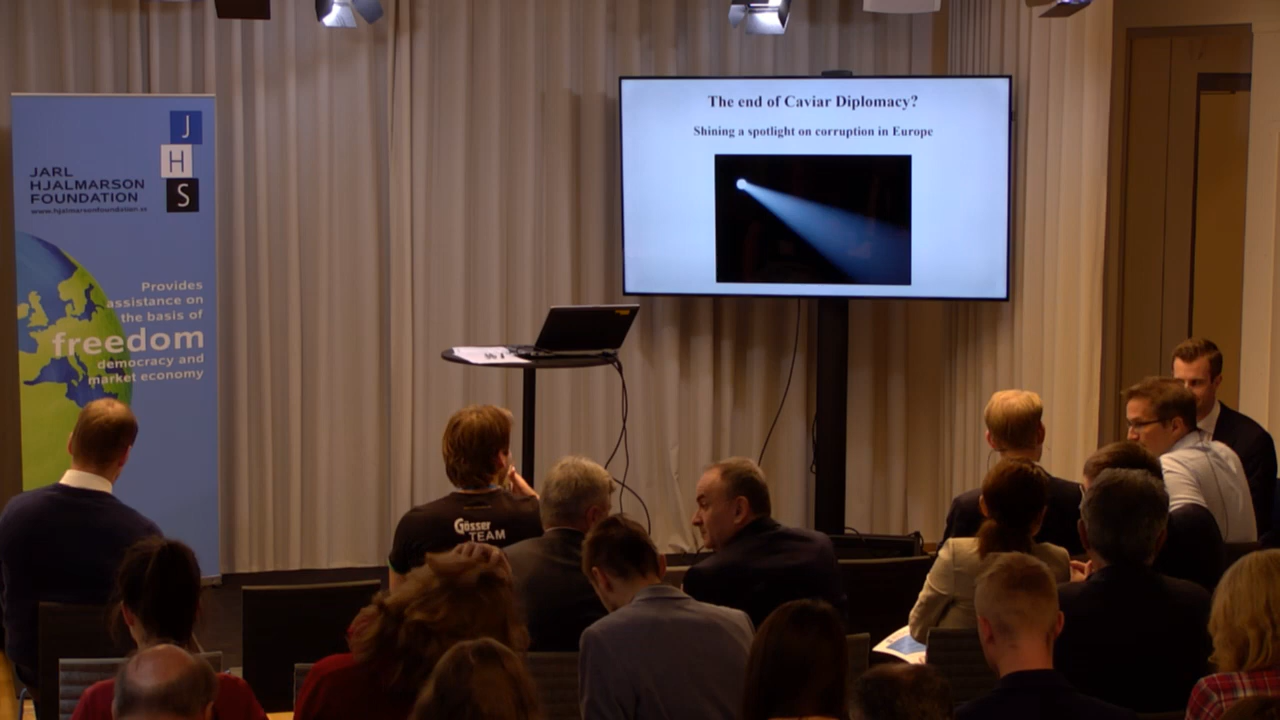 J
H
S
JARL
HJALMARSON
FOUNDATION
www.hjalmarsonfoundation.se
Provides
assistance on
the basis of
freedom
democracy and
market economy
The end of Caviar Diplomacy?
Shining a spotlight on corruption in Europe
Gösser
TEAM